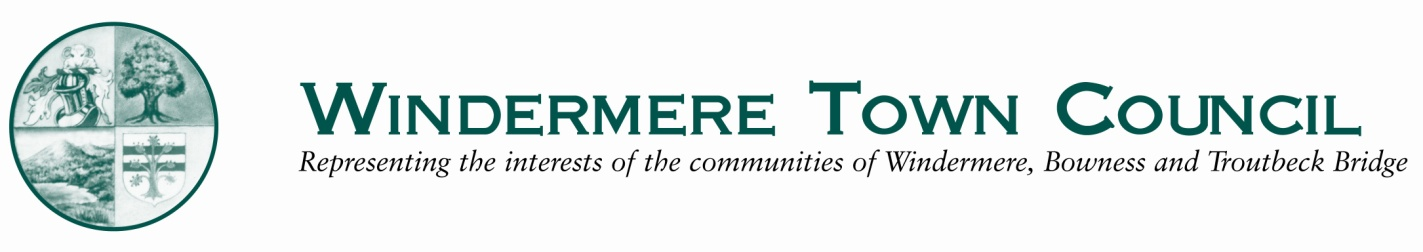 Windermere Town Council
Representing the interests of the communities of Windermere, Bowness and Troutbeck Bridge